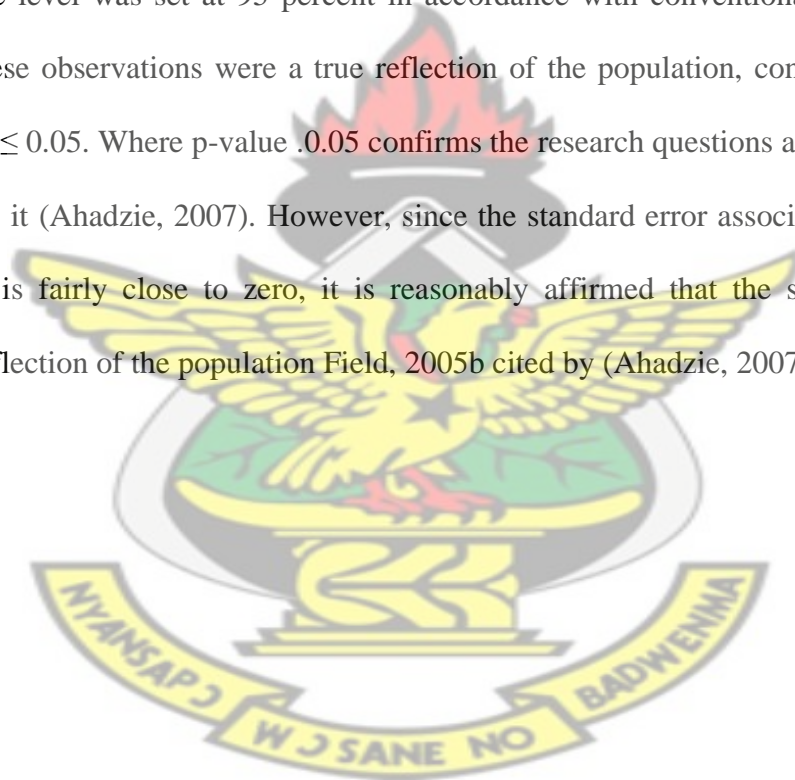 level was set at 95 percent in accordance with conventional
ese observations were a true reflection of the population, con
≤ 0.05. Where p-value .0.05 confirms the research questions a
it (Ahadzie, 2007). However, since the standard error associ
is fairly close to zero, it is reasonably affirmed that the s
flection of the population Field, 2005b cited by (Ahadzie, 2007
NYANSAPƆ
WƆSANE NO
BADWENMA